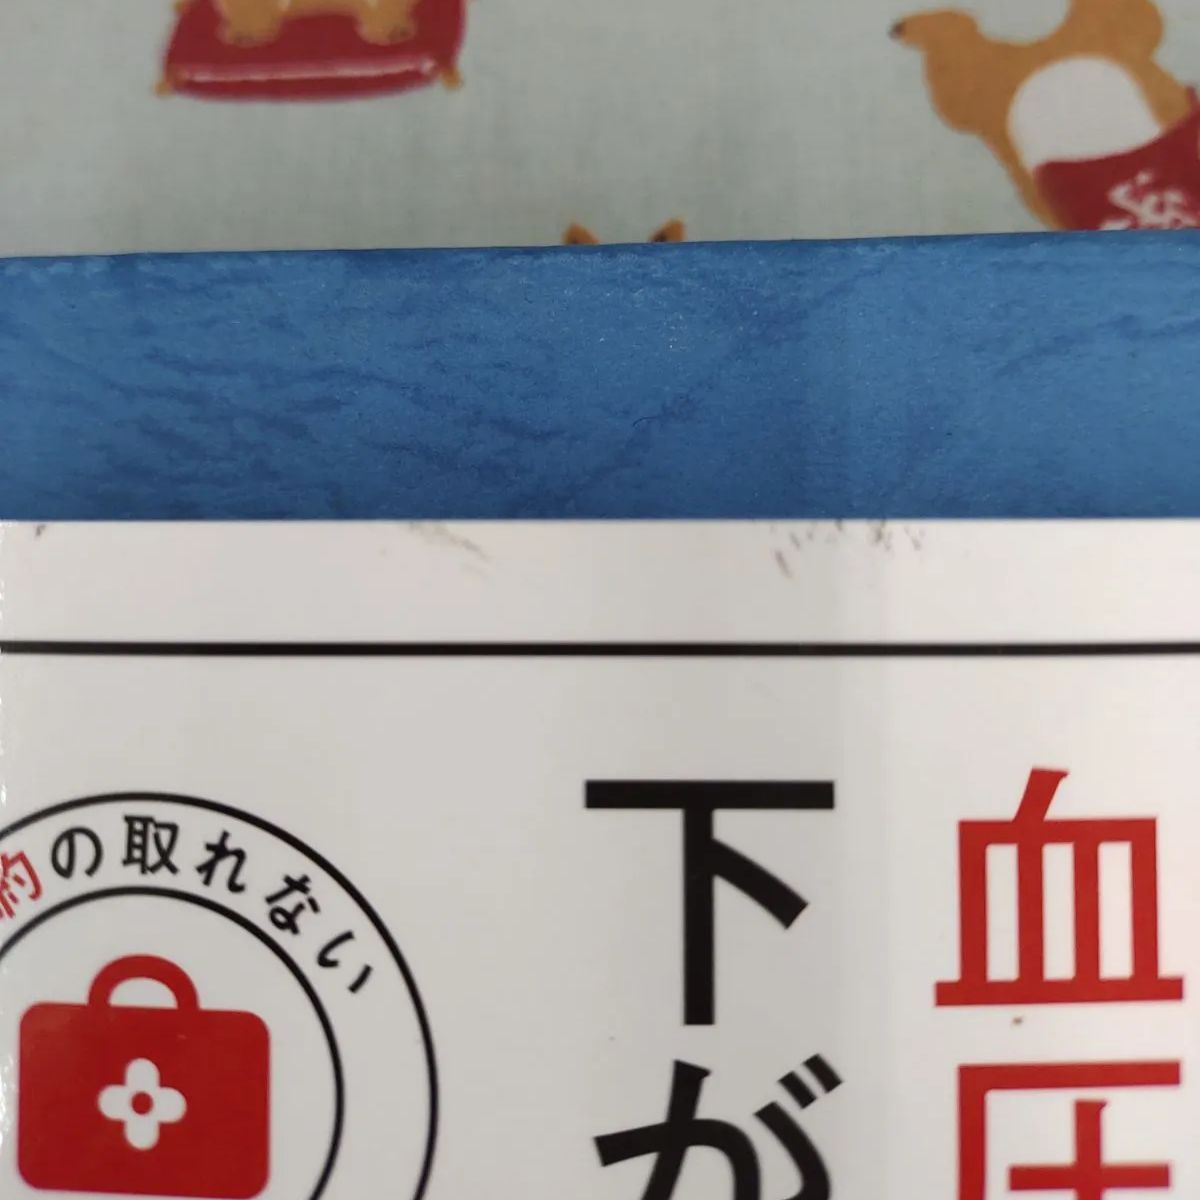 血圧
下が
約の取れない